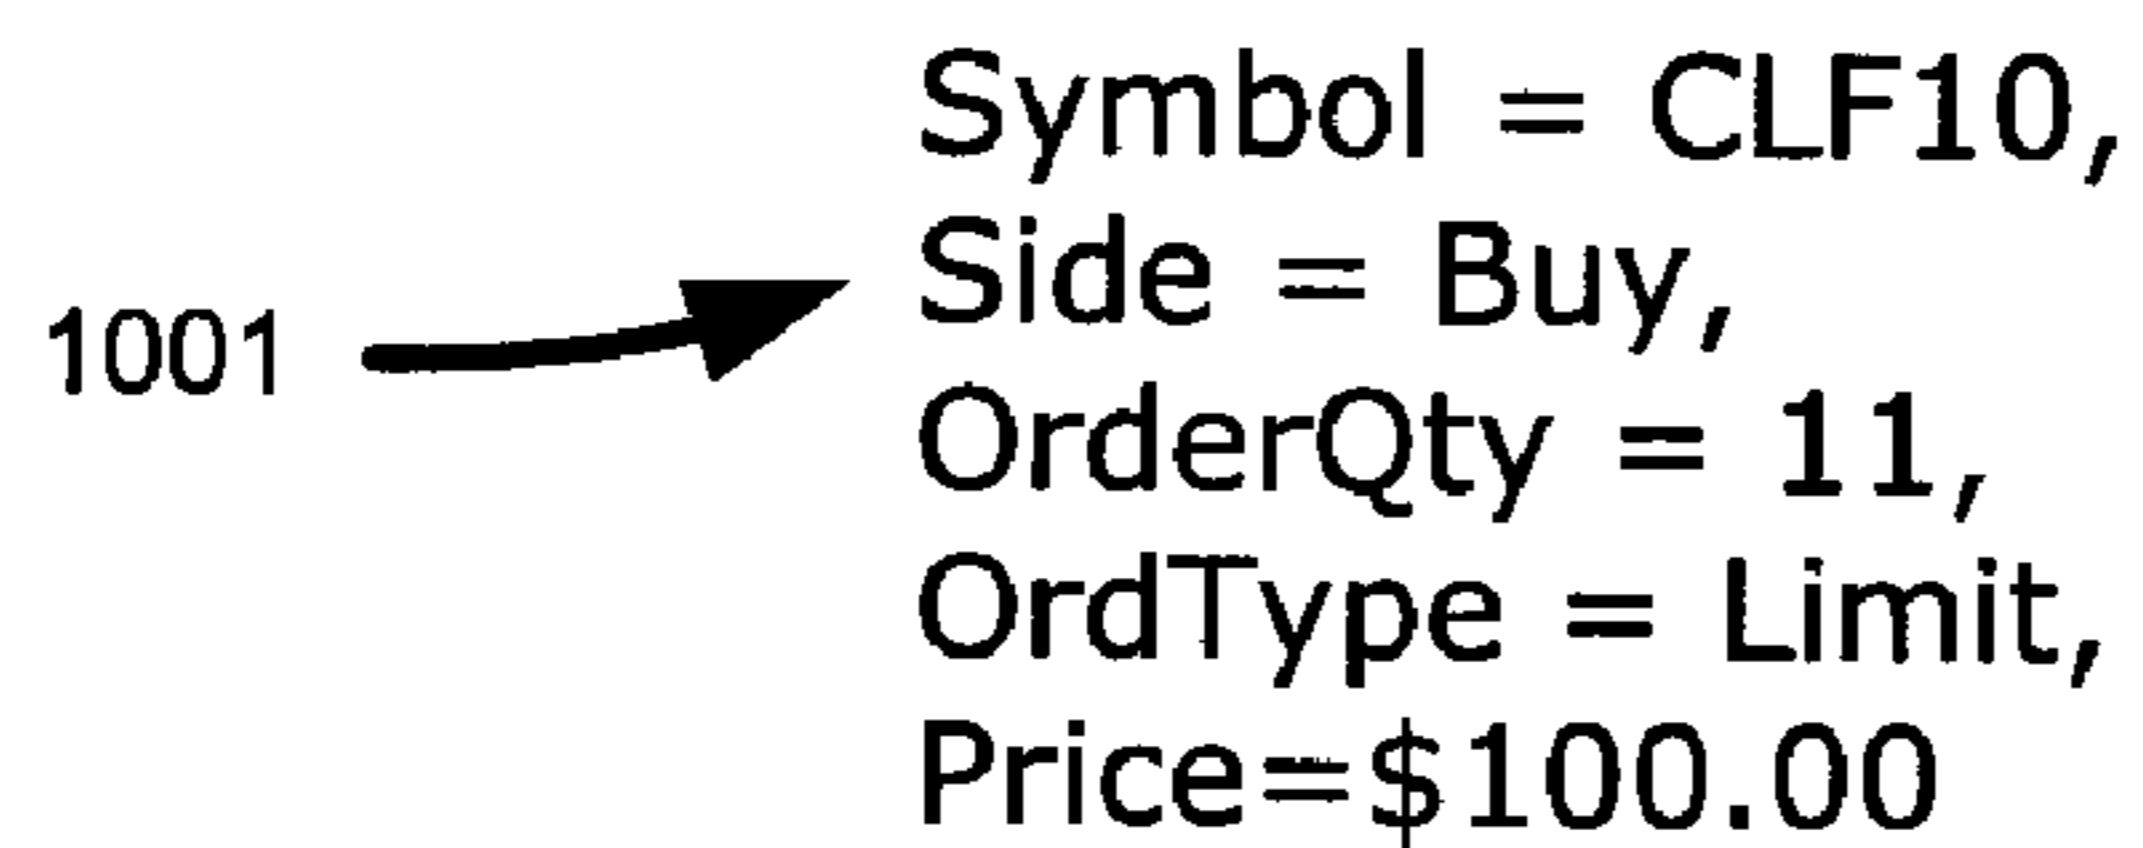 Symbol = CLF10,
Side = Buy,
1001
OrderQty = 11,
OrdType = Limit,
Price=$100.00